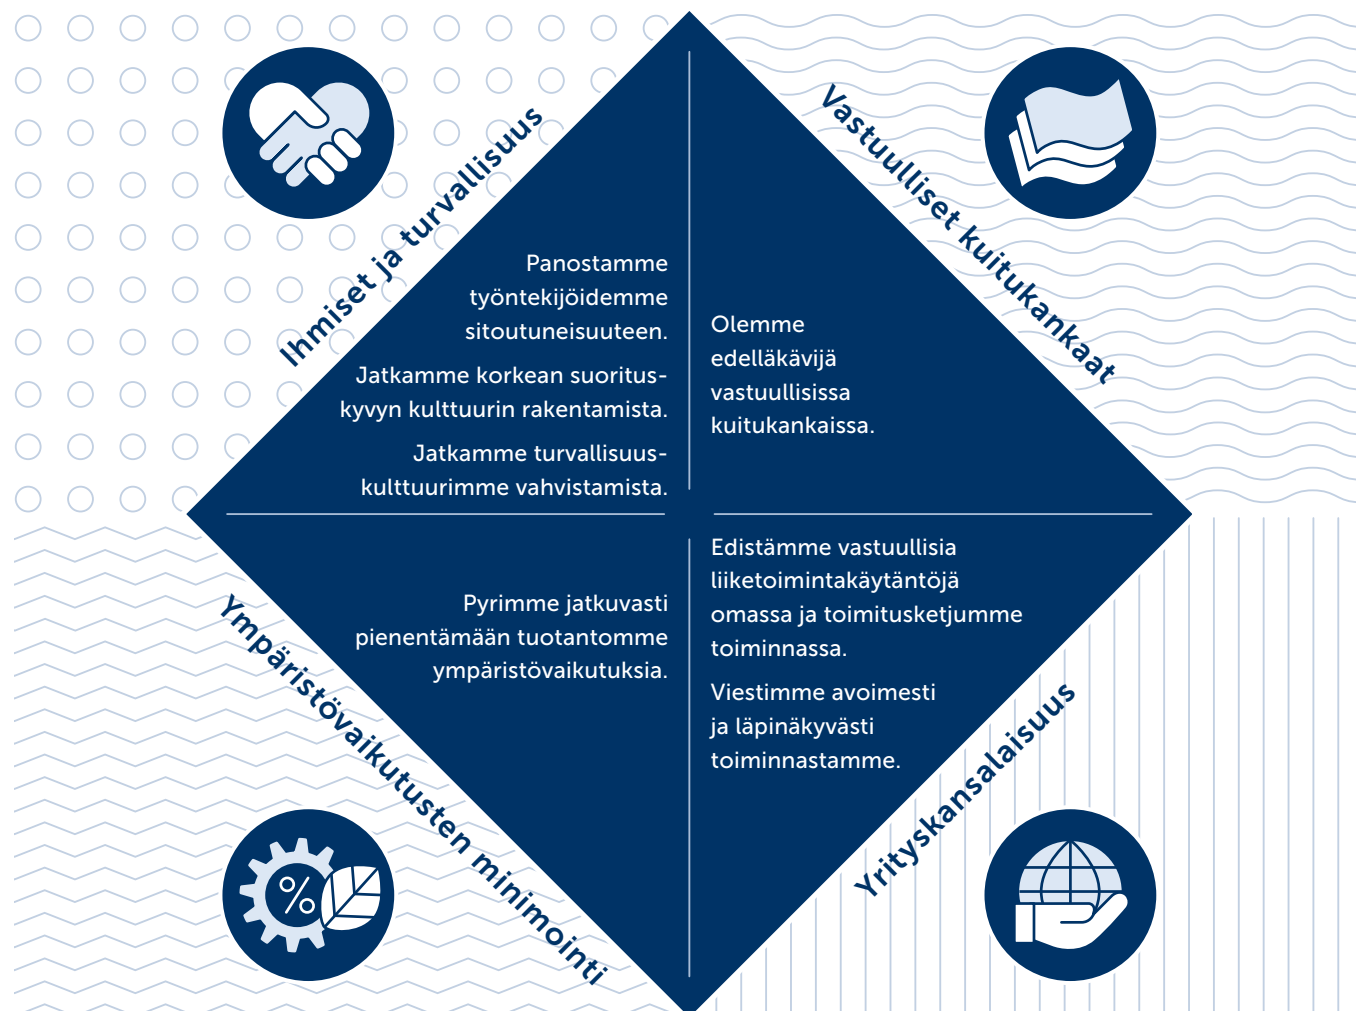 Ihmiset ja turvallisuus
Panostamme
työntekijöidemme
sitoutuneisuuteen.
Jatkamme korkean suoritus-
kyvyn kulttuurin rakentamista.
Jatkamme turvallisuus-
kulttuurimme vahvistamista.
Vastuulliset kuitukankaat
Olemme
edelläkävijä
vastuullisissa
kuitukankaissa.
Ympäristövaikutusten minimointi
Pyrimme jatkuvasti
pienentämään tuotantomme
ympäristövaikutuksia.
%
Edistämme vastuullisia
liiketoimintakäytäntöjä
omassa ja toimitusketjumme
toiminnassa.
Viestimme avoimesti
ja läpinäkyvästi
toiminnastamme.
Yrityskansalaisuus